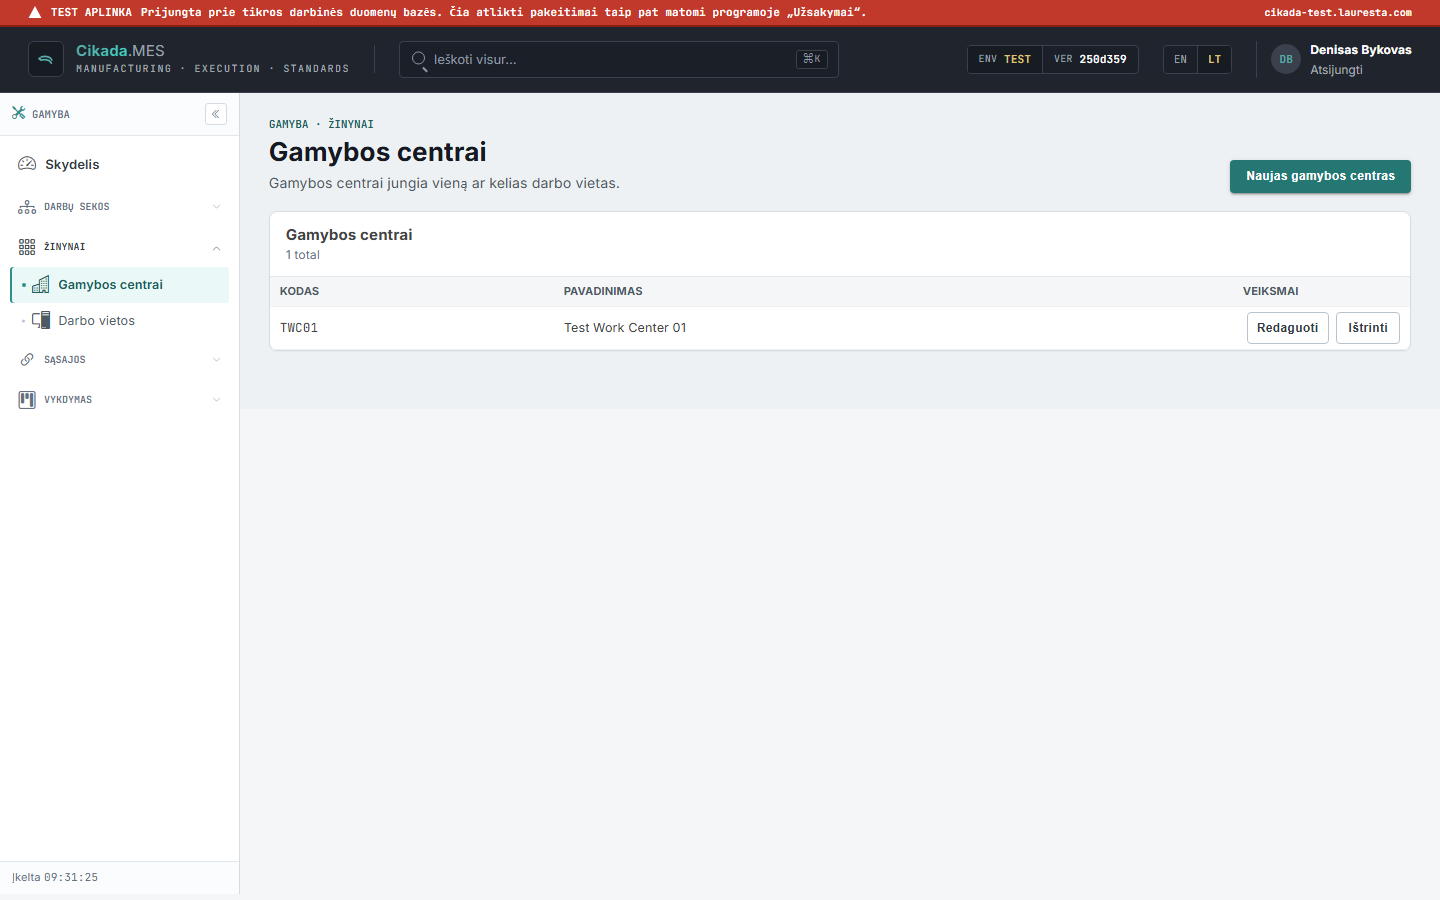 TEST APLINKA Prijungta prie tikros darbinės duomenų bazės. Čia atlikti pakeitimai taip pat matomi programoje „Užsakymai“.
cikada-test.lauresta.com
Cikada.MES
MANUFACTURING · EXECUTION · STANDARDS
Ieškoti visur...
⌘K
ENV TEST
VER 250d359
EN
LT
DB
Denisas Bykovas
Atsijungti
GAMYBA
«
Skydelis
DARBŲ SEKOS
ŽINYNAI
Gamybos centrai
Darbo vietos
SĄSAJOS
VYKDYMAS
Įkelta 09:31:25
GAMYBA · ŽINYNAI
Gamybos centrai
Gamybos centrai jungia vieną ar kelias darbo vietas.
Naujas gamybos centras
Gamybos centrai
1 total
KODAS PAVADINIMAS VEIKSMAI
TWC01 Test Work Center 01 Redaguoti Ištrinti